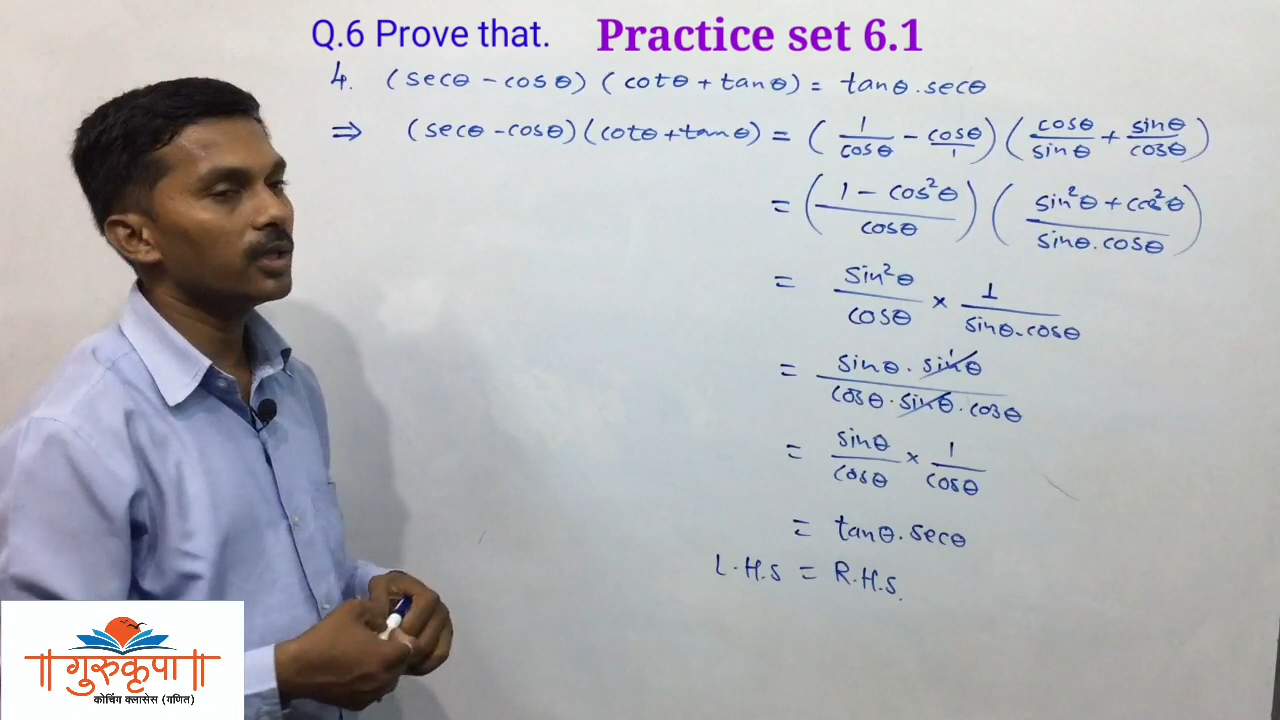 Q.6 Prove that. Practice set 6.1
4. (secθ - cosθ) (cotθ + tanθ) = tanθ.secθ
⇒ (secθ - cosθ)(cotθ + tanθ) = (1/cosθ - cosθ/1)(cosθ/sinθ + sinθ/cosθ)
= (1 - cos²θ/cosθ) (sin²θ + cos²θ/sinθ.cosθ)
= sin²θ/cosθ × 1/sinθ.cosθ
= sinθ . sinθ/cosθ . sinθ . cosθ
= sinθ/cosθ × 1/cosθ
= tanθ.secθ
L.H.S = R.H.S.
॥गुरुकृपा॥
कोचिंग क्लासेस (गणित)